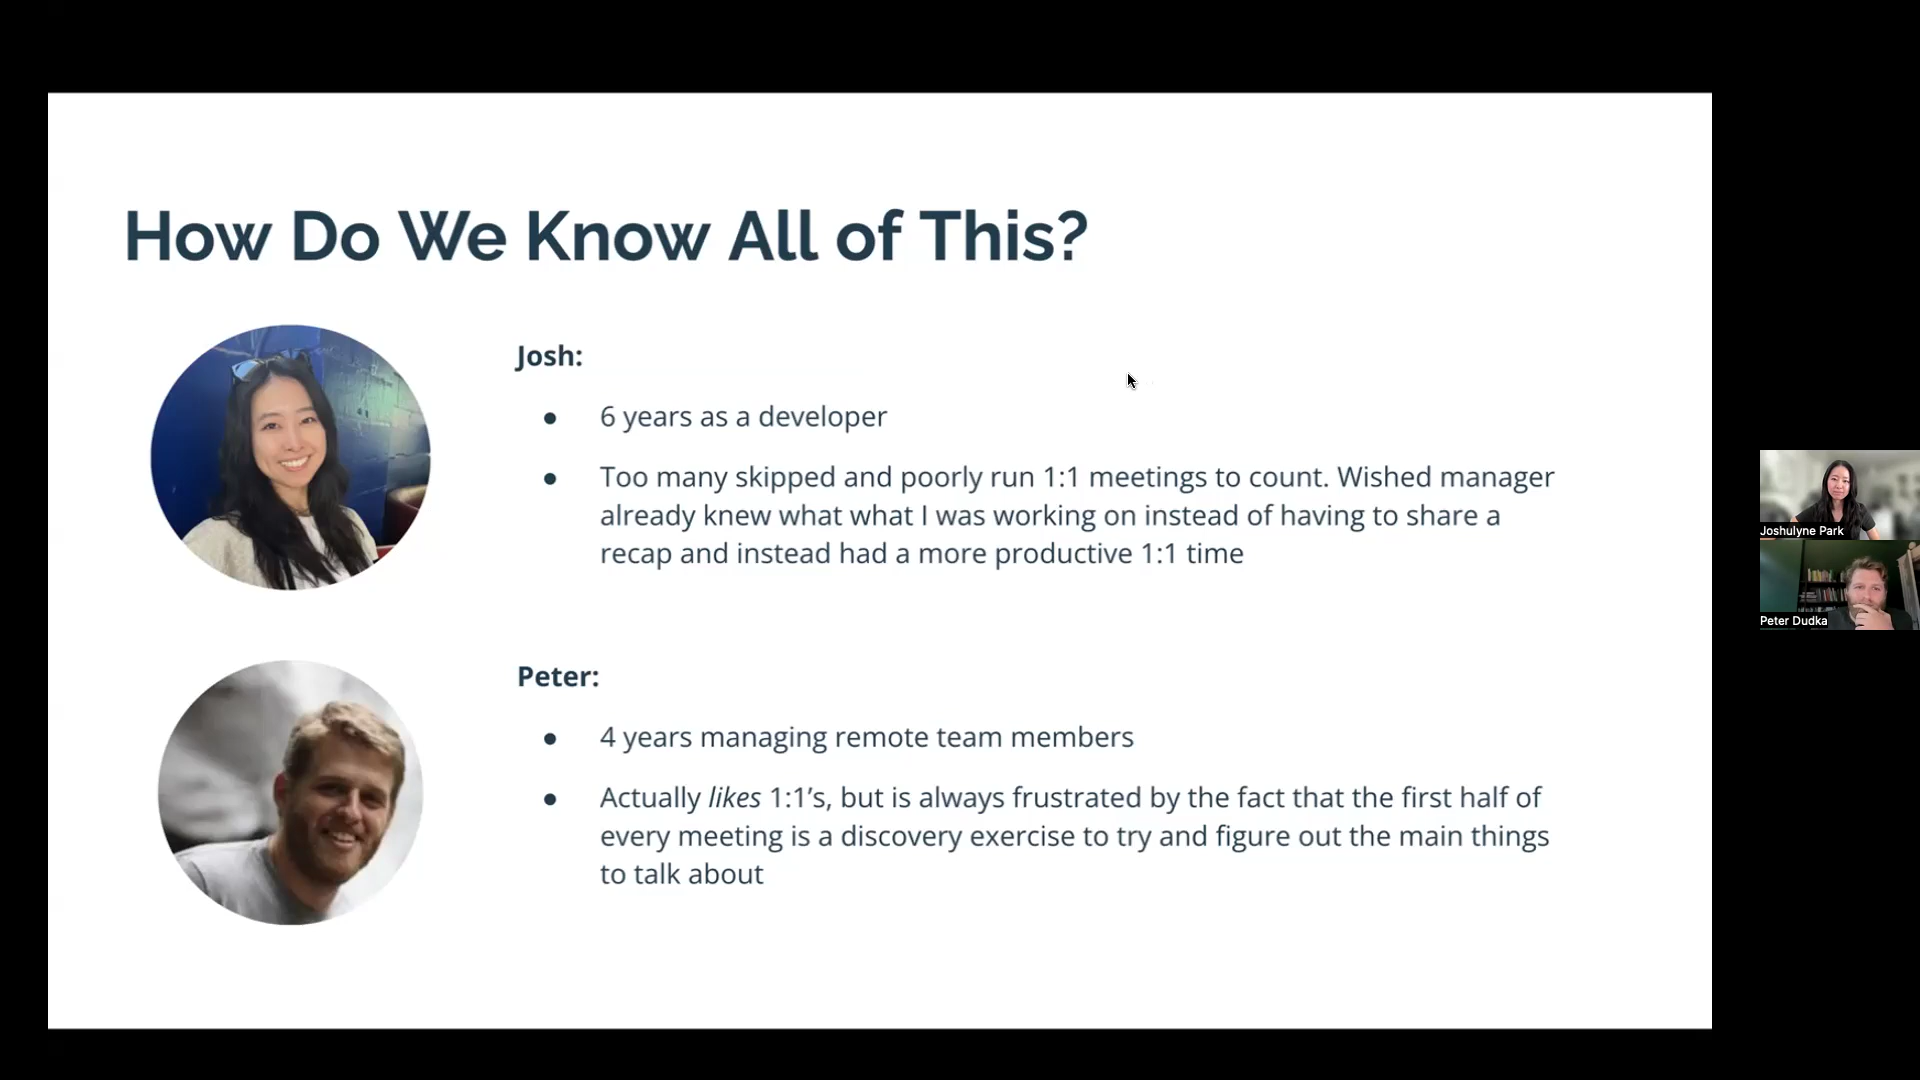 How Do We Know All of This?
Josh:
● 6 years as a developer
● Too many skipped and poorly run 1:1 meetings to count. Wished manager
already knew what what I was working on instead of having to share a
recap and instead had a more productive 1:1 time
Peter:
● 4 years managing remote team members
● Actually likes 1:1’s, but is always frustrated by the fact that the first half of
every meeting is a discovery exercise to try and figure out the main things
to talk about
Joshulyne Park
Peter Dudka